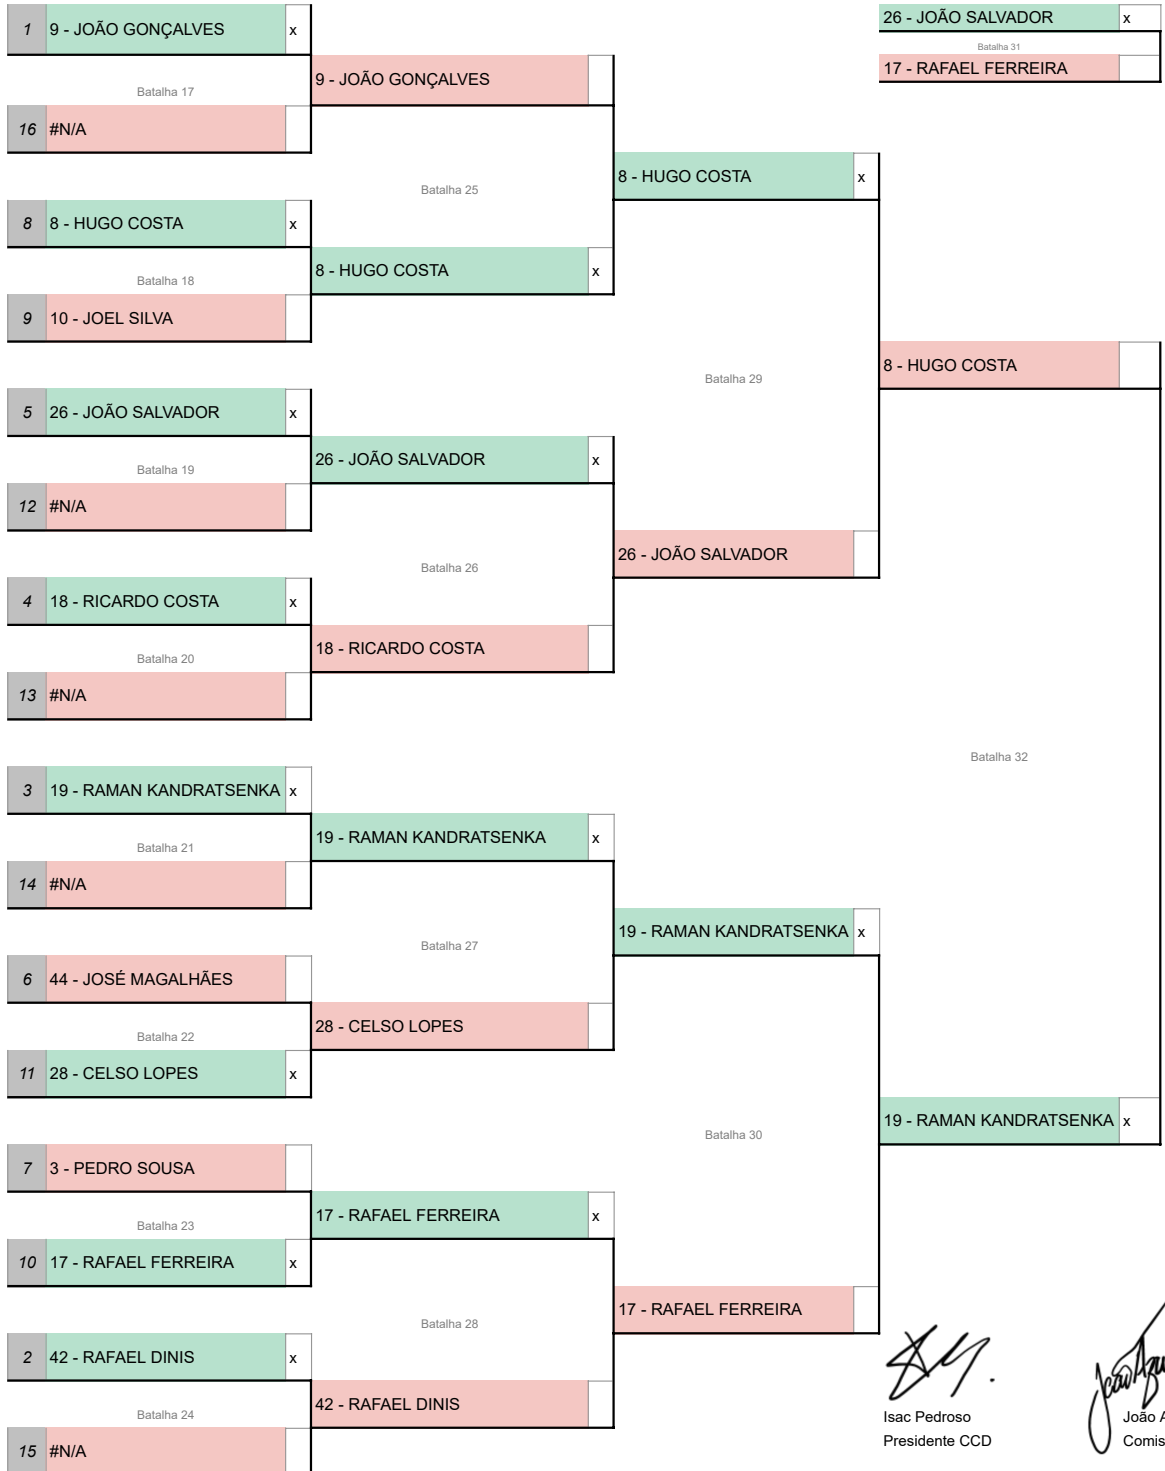 1 9 - JOÃO GONÇALVES x
Batalha 17
16 #N/A
8 8 - HUGO COSTA x
Batalha 18
9 10 - JOEL SILVA
5 26 - JOÃO SALVADOR x
Batalha 19
12 #N/A
4 18 - RICARDO COSTA x
Batalha 20
13 #N/A
3 19 - RAMAN KANDRATSENKA x
Batalha 21
14 #N/A
6 44 - JOSÉ MAGALHÃES
Batalha 22
11 28 - CELSO LOPES x
7 3 - PEDRO SOUSA
Batalha 23
10 17 - RAFAEL FERREIRA x
2 42 - RAFAEL DINIS x
Batalha 24
15 #N/A
9 - JOÃO GONÇALVES
Batalha 25
8 - HUGO COSTA x
26 - JOÃO SALVADOR x
Batalha 26
18 - RICARDO COSTA
19 - RAMAN KANDRATSENKA x
Batalha 27
28 - CELSO LOPES
17 - RAFAEL FERREIRA x
Batalha 28
42 - RAFAEL DINIS
8 - HUGO COSTA x
Batalha 29
26 - JOÃO SALVADOR
19 - RAMAN KANDRATSENKA x
Batalha 30
17 - RAFAEL FERREIRA
26 - JOÃO SALVADOR x
Batalha 31
17 - RAFAEL FERREIRA
8 - HUGO COSTA
Batalha 32
19 - RAMAN KANDRATSENKA x
Isac Pedroso
Presidente CCD
João A
Comis